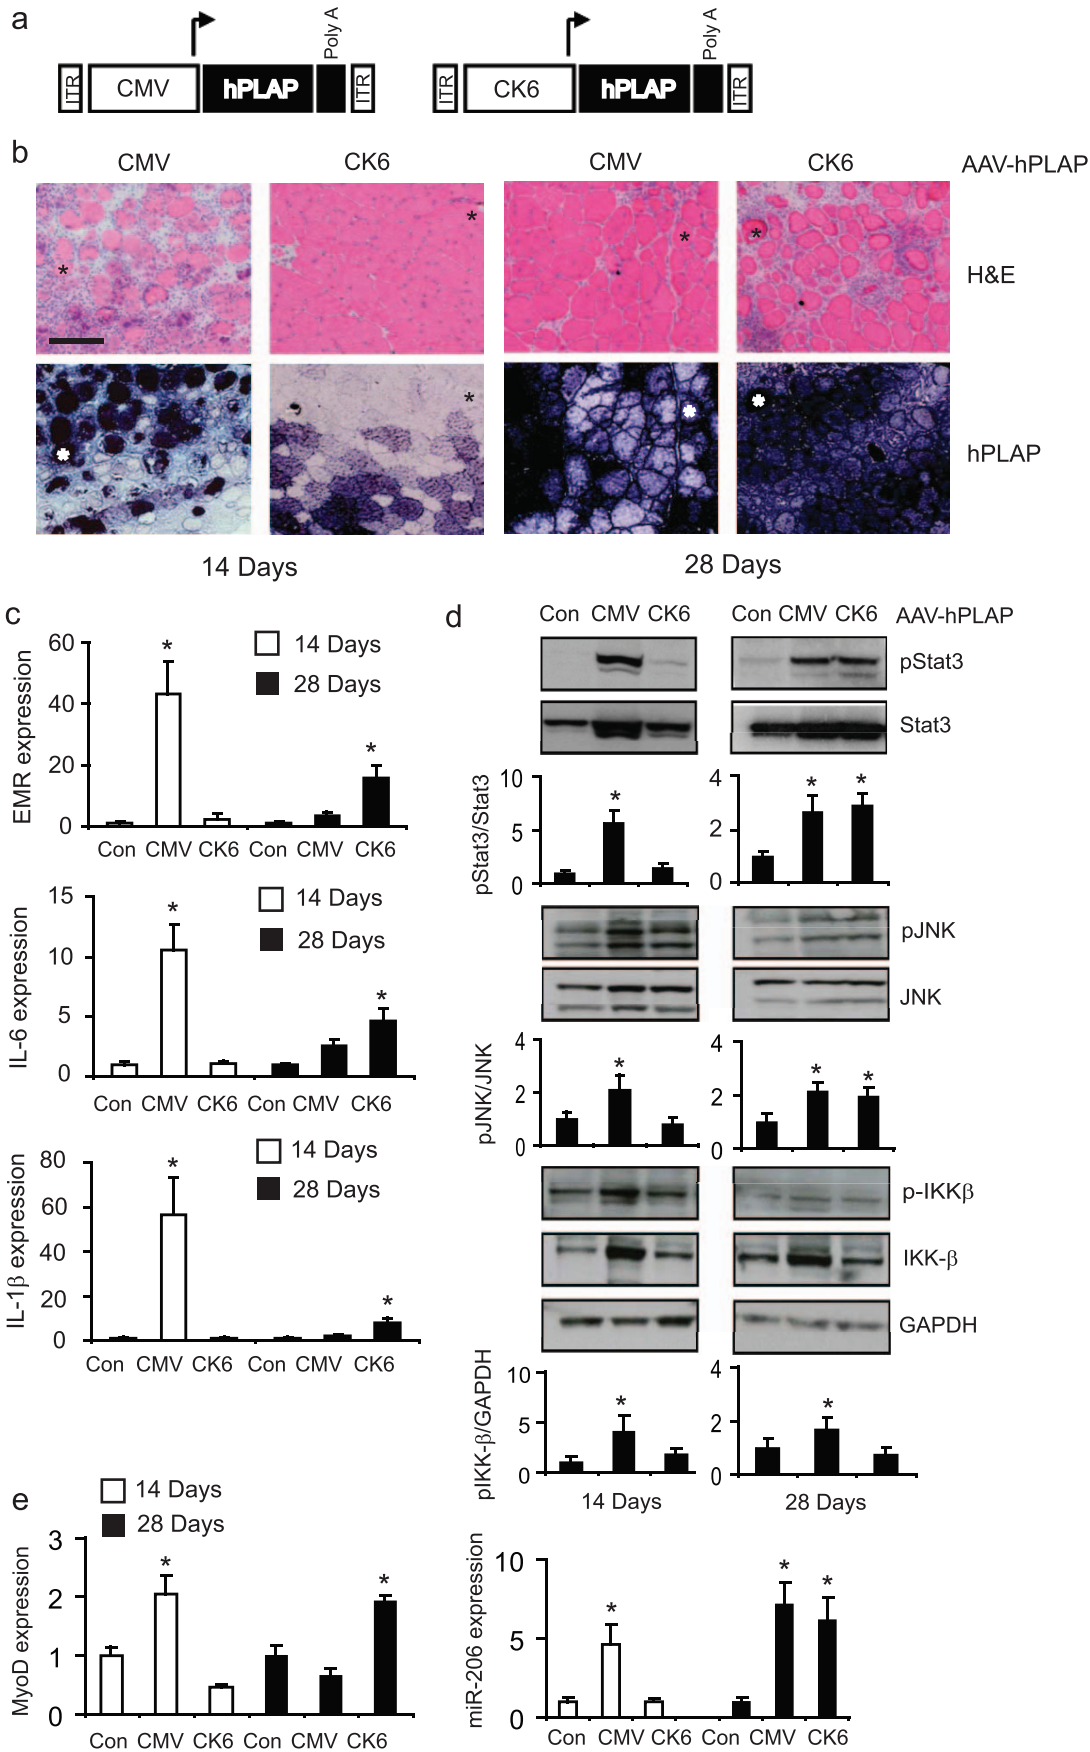 a
ITR CMV hPLAP Poly A ITR
ITR CK6 hPLAP Poly A ITR
b
CMV CK6 CMV CK6 AAV-hPLAP
* * * *
H&E
* * * *
hPLAP
14 Days 28 Days
c
EMR expression
60
40
20
0
* *
14 Days
28 Days
Con CMV CK6 Con CMV CK6
IL-6 expression
15
10
5
0
* *
14 Days
28 Days
Con CMV CK6 Con CMV CK6
IL-1β expression
80
60
40
20
0
* *
14 Days
28 Days
Con CMV CK6 Con CMV CK6
d
Con CMV CK6 Con CMV CK6 AAV-hPLAP
pStat3
Stat3
pStat3/Stat3
10
5
0
*
4
2
0
* *
pJNK
JNK
pJNK/JNK
4
2
0
*
4
2
0
* *
p-IKKβ
IKK-β
GAPDH
pIKK-β/GAPDH
10
5
0
*
4
2
0
*
14 Days 28 Days
e
14 Days
28 Days
MyoD expression
3
2
1
0
* *
Con CMV CK6 Con CMV CK6
miR-206 expression
10
5
0
* * *
Con CMV CK6 Con CMV CK6